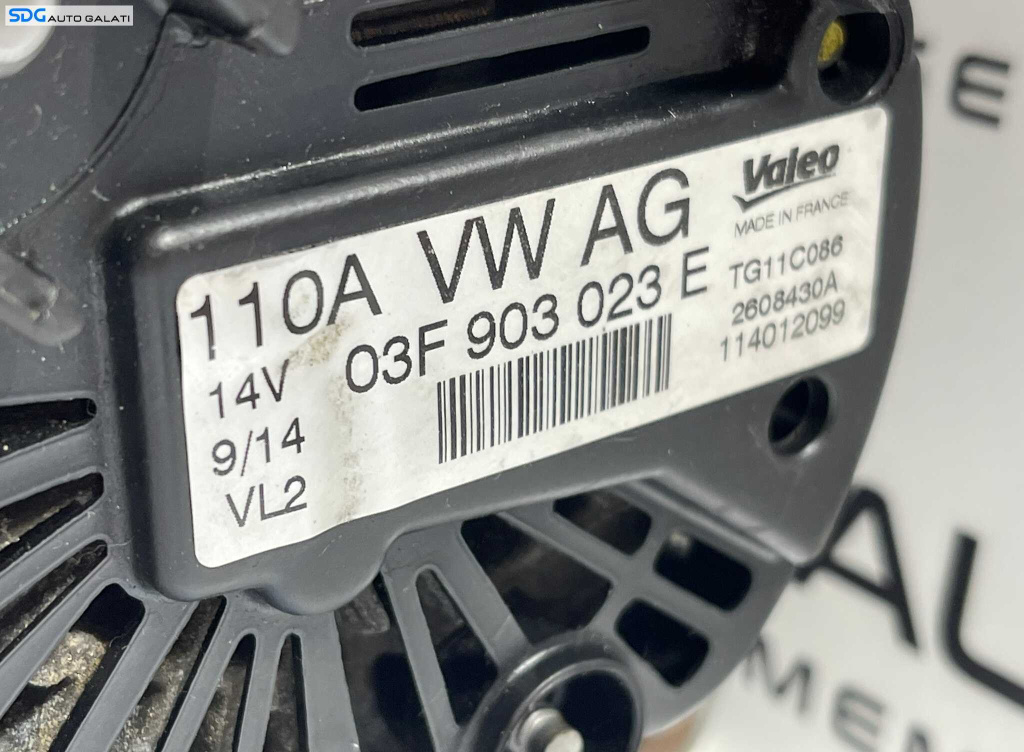 SDG AUTO GALATI
110A VW AG
14V 03F 903 023 E
9/14
VL2
Valeo
MADE IN FRANCE
TG11C086
2608430A
114012099